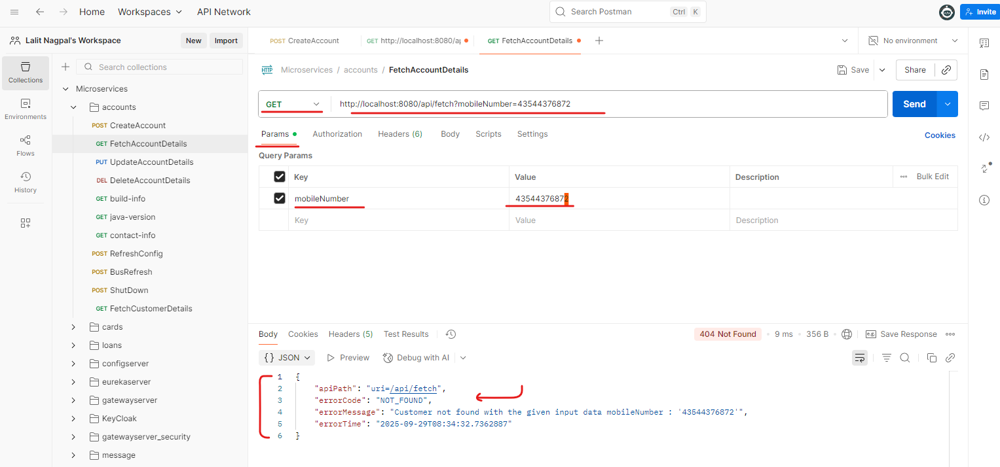 Home Workspaces API Network Search Postman Ctrl K Invite
Lalit Nagpal's Workspace New Import
POST CreateAccount GET http://localhost:8080/a GET FetchAccountDetails No environment
Collections
Environments
Flows
History
Search collections
Microservices
accounts
POST CreateAccount
GET FetchAccountDetails
PUT UpdateAccountDetails
DEL DeleteAccountDetails
GET build-info
GET java-version
GET contact-info
POST RefreshConfig
POST BusRefresh
POST ShutDown
GET FetchCustomerDetails
cards
loans
configserver
eurekaserver
gatewayserver
KeyCloak
gatewayserver_security
message
HTTP Microservices / accounts / FetchAccountDetails Save Share
GET http://localhost:8080/api/fetch?mobileNumber=43544376872 Send
Params Authorization Headers (6) Body Scripts Settings Cookies
Query Params
Key Value Description Bulk Edit
mobileNumber 43544376872
Key Value Description
Body Cookies Headers (5) Test Results 404 Not Found 9 ms 356 B e.g. Save Response
{} JSON Preview Debug with AI
1 {
2 "apiPath": "uri=/api/fetch",
3 "errorCode": "NOT_FOUND",
4 "errorMessage": "Customer not found with the given input data mobileNumber : '43544376872'",
5 "errorTime": "2025-09-29T08:34:32.7362887"
6 }